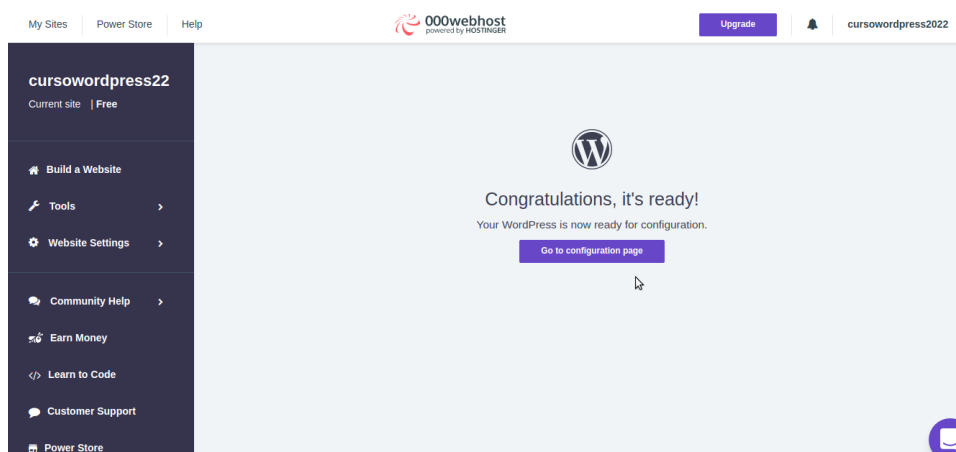 My Sites Power Store Help 000webhost Upgrade cursowordpress2022
powered by HOSTINGER
cursowordpress22
Current site | Free
Build a Website
Tools
Website Settings
Community Help
Earn Money
Learn to Code
Customer Support
Power Store
Congratulations, it's ready!
Your WordPress is now ready for configuration.
Go to configuration page